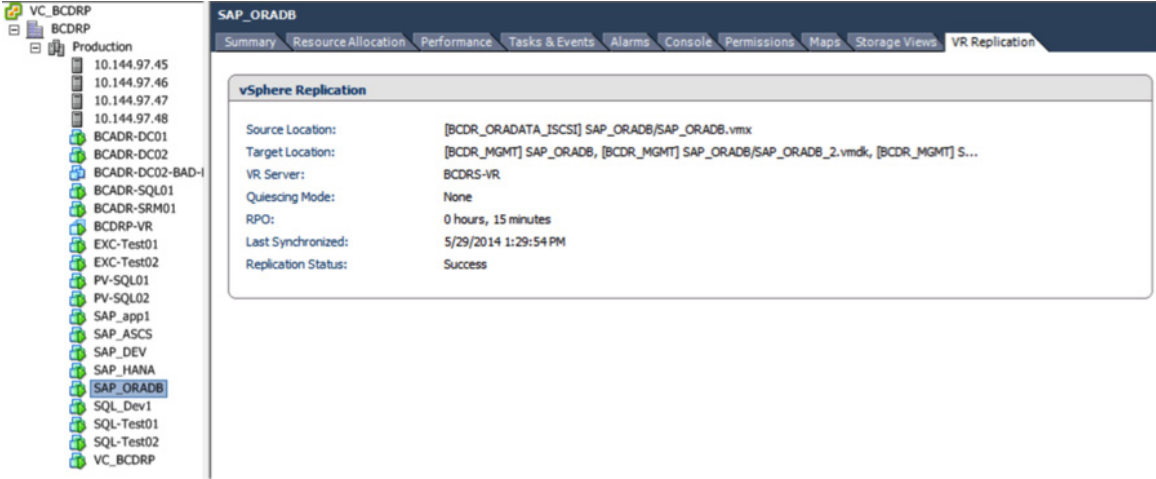 VC_BCDRP
BCDRP
Production
10.144.97.45
10.144.97.46
10.144.97.47
10.144.97.48
BCADR-DC01
BCADR-DC02
BCADR-DC02-BAD-
BCADR-SQL01
BCADR-SRM01
BCDRP-VR
EXC-Test01
EXC-Test02
PV-SQL01
PV-SQL02
SAP_app1
SAP_ASCS
SAP_DEV
SAP_HANA
SAP_ORADB
SQL_Dev1
SQL-Test01
SQL-Test02
VC_BCDRP
SAP_ORADB
Summary Resource Allocation Performance Tasks & Events Alarms Console Permissions Maps Storage Views VR Replication
vSphere Replication
Source Location: [BCDR_ORADATA_ISCSI] SAP_ORADB/SAP_ORADB.vmx
Target Location: [BCDR_MGMT] SAP_ORADB, [BCDR_MGMT] SAP_ORADB/SAP_ORADB_2.vmdk, [BCDR_MGMT] S...
VR Server: BCDRS-VR
Quiescing Mode: None
RPO: 0 hours, 15 minutes
Last Synchronized: 5/29/2014 1:29:54 PM
Replication Status: Success